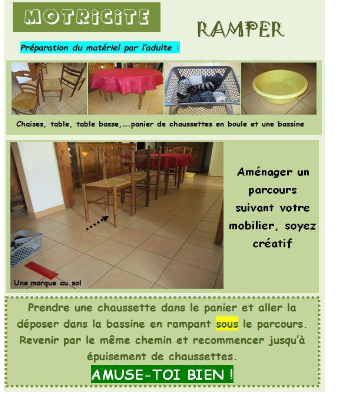 MOTRICITE
RAMPER
Préparation du matériel par l'adulte :
Chaises, table, table basse,...panier de chaussettes en boule et une bassine
Aménager un
parcours
suivant votre
mobilier, soyez
créatif
Une marque au sol
Prendre une chaussette dans le panier et aller la
déposer dans la bassine en rampant sous le parcours.
Revenir par le même chemin et recommencer jusqu'à
épuisement de chaussettes.
AMUSE-TOI BIEN !